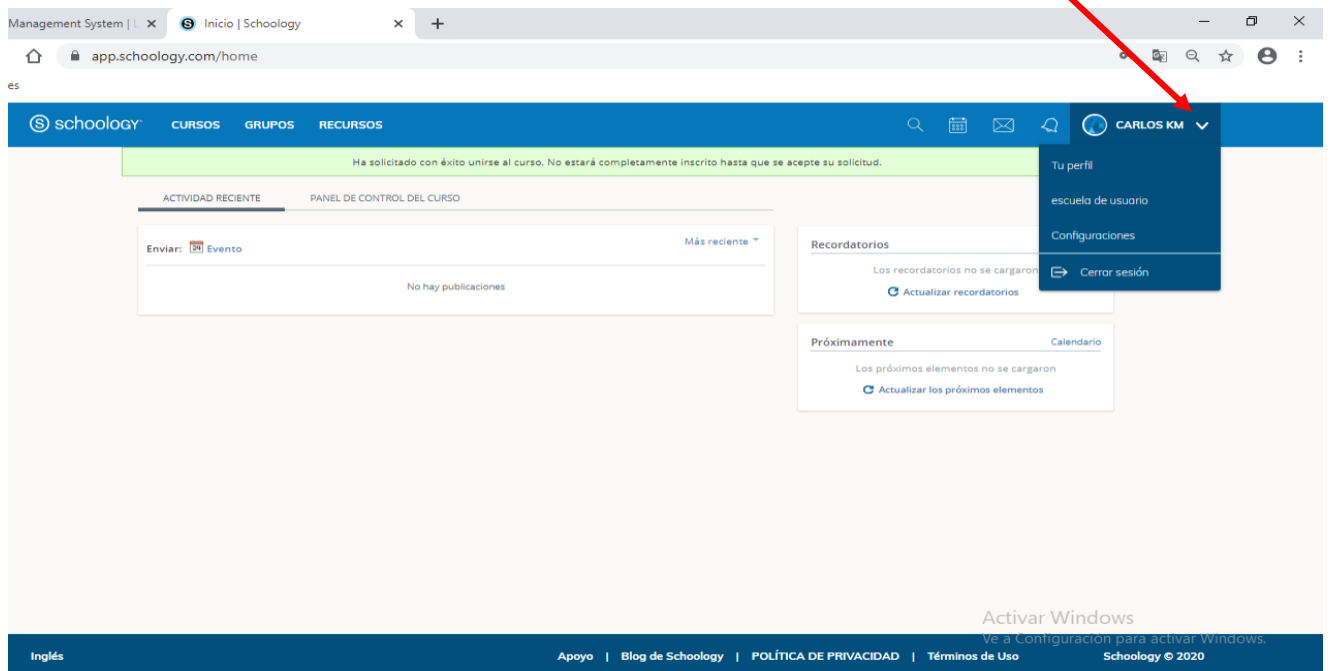 Management System | L
Inicio | Schoology
app.schoology.com/home
es
S schoology CURSOS GRUPOS RECURSOS CARLOS KM
Ha solicitado con éxito unirse al curso. No estará completamente inscrito hasta que se acepte su solicitud.
Tu perfil
escuela de usuario
Configuraciones
Cerrar sesión
ACTIVIDAD RECIENTE PANEL DE CONTROL DEL CURSO
Enviar: Evento Más reciente
No hay publicaciones
Recordatorios
Los recordatorios no se cargaron
Actualizar recordatorios
Próximamente Calendario
Los próximos elementos no se cargaron
Actualizar los próximos elementos
Activar Windows
Ve a Configuración para activar Windows.
Inglés Apoyo | Blog de Schoology | POLÍTICA DE PRIVACIDAD | Términos de Uso Schoology © 2020